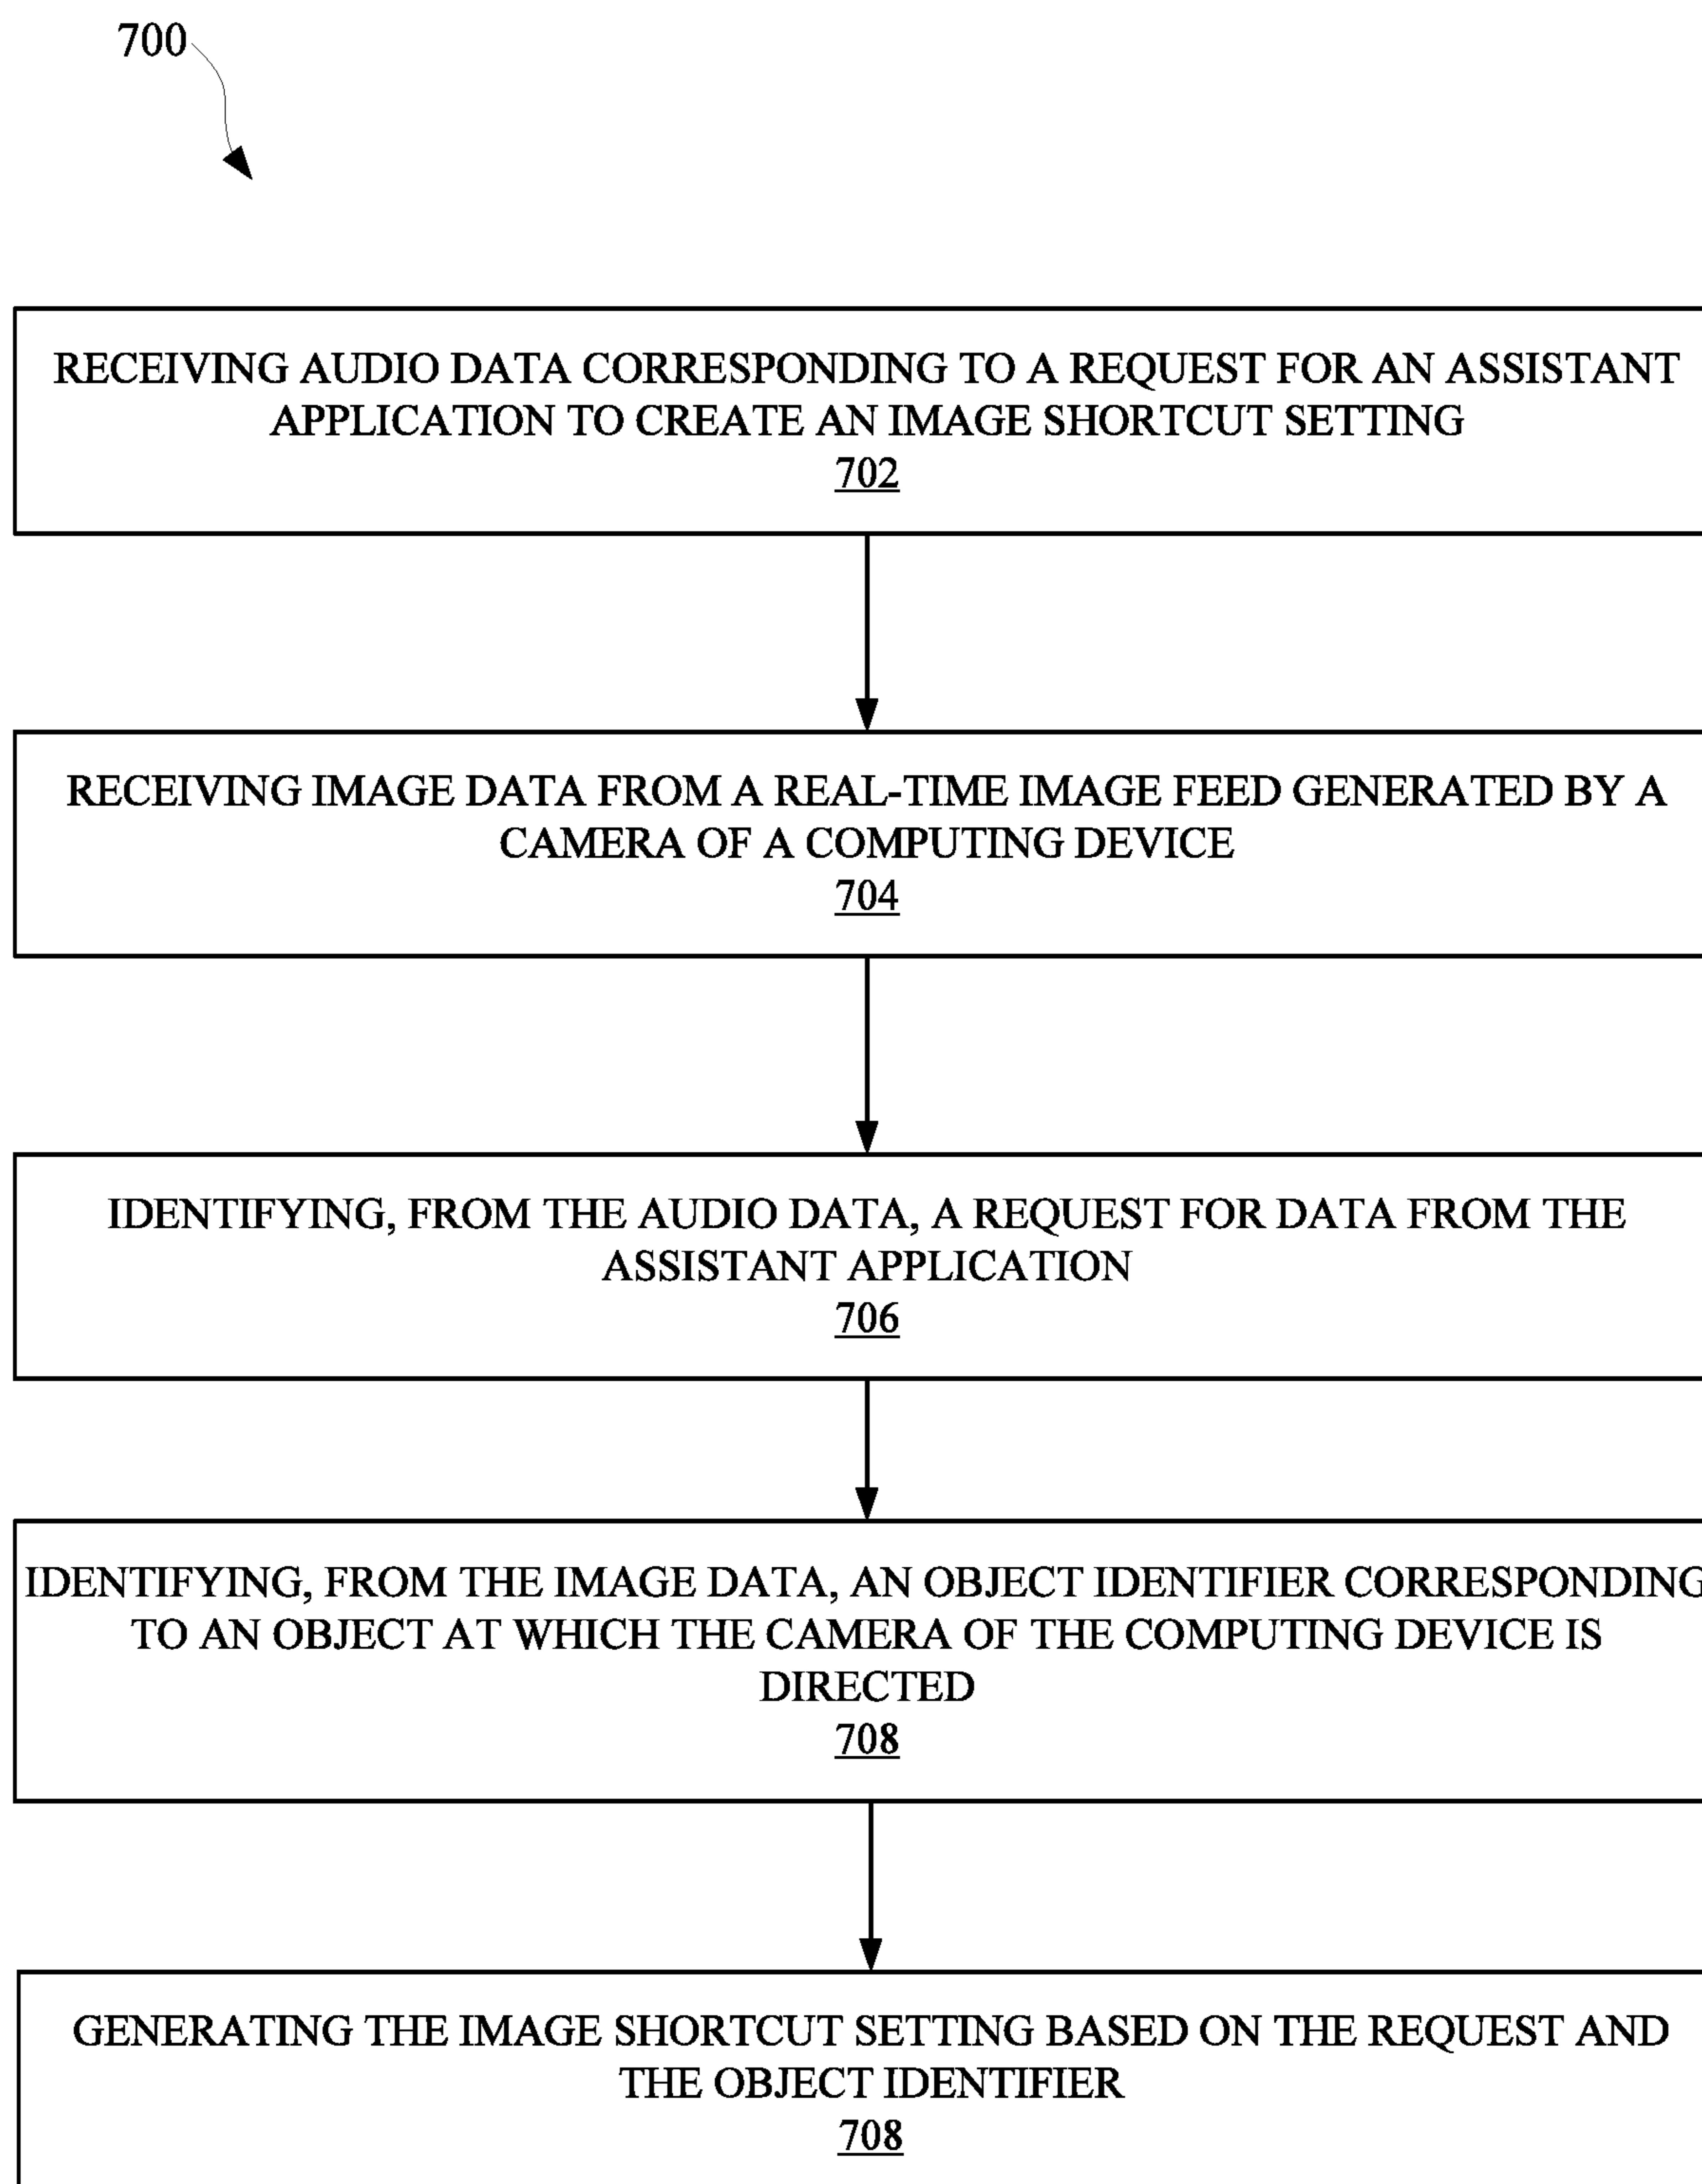 700
RECEIVING AUDIO DATA CORRESPONDING TO A REQUEST FOR AN ASSISTANT
APPLICATION TO CREATE AN IMAGE SHORTCUT SETTING
702
RECEIVING IMAGE DATA FROM A REAL-TIME IMAGE FEED GENERATED BY A
CAMERA OF A COMPUTING DEVICE
704
IDENTIFYING, FROM THE AUDIO DATA, A REQUEST FOR DATA FROM THE
ASSISTANT APPLICATION
706
IDENTIFYING, FROM THE IMAGE DATA, AN OBJECT IDENTIFIER CORRESPONDING
TO AN OBJECT AT WHICH THE CAMERA OF THE COMPUTING DEVICE IS
DIRECTED
708
GENERATING THE IMAGE SHORTCUT SETTING BASED ON THE REQUEST AND
THE OBJECT IDENTIFIER
708